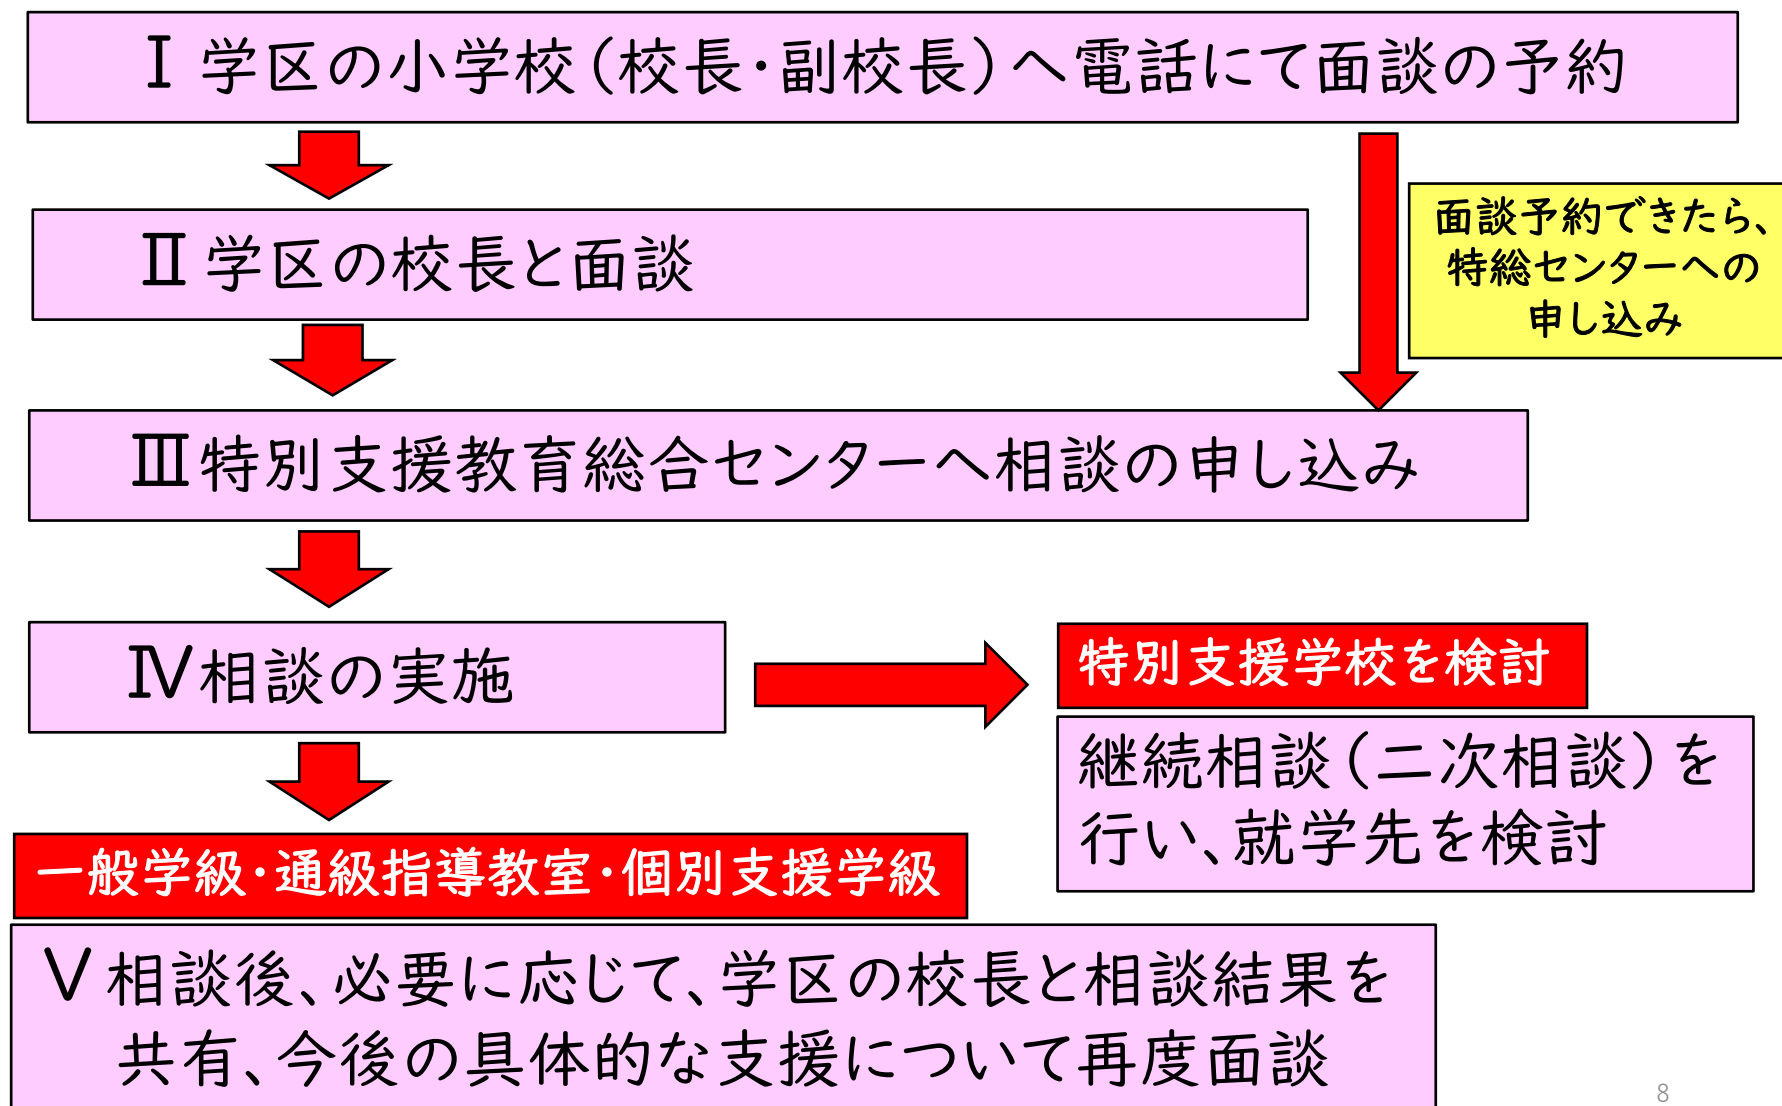 Ⅰ 学区の小学校（校長・副校長）へ電話にて面談の予約
面談予約できたら、
特総センターへの
申し込み
Ⅱ 学区の校長と面談
Ⅲ特別支援教育総合センターへ相談の申し込み
Ⅳ相談の実施
特別支援学校を検討
継続相談（二次相談）を
行い、就学先を検討
一般学級・通級指導教室・個別支援学級
Ⅴ 相談後、必要に応じて、学区の校長と相談結果を
共有、今後の具体的な支援について再度面談
8